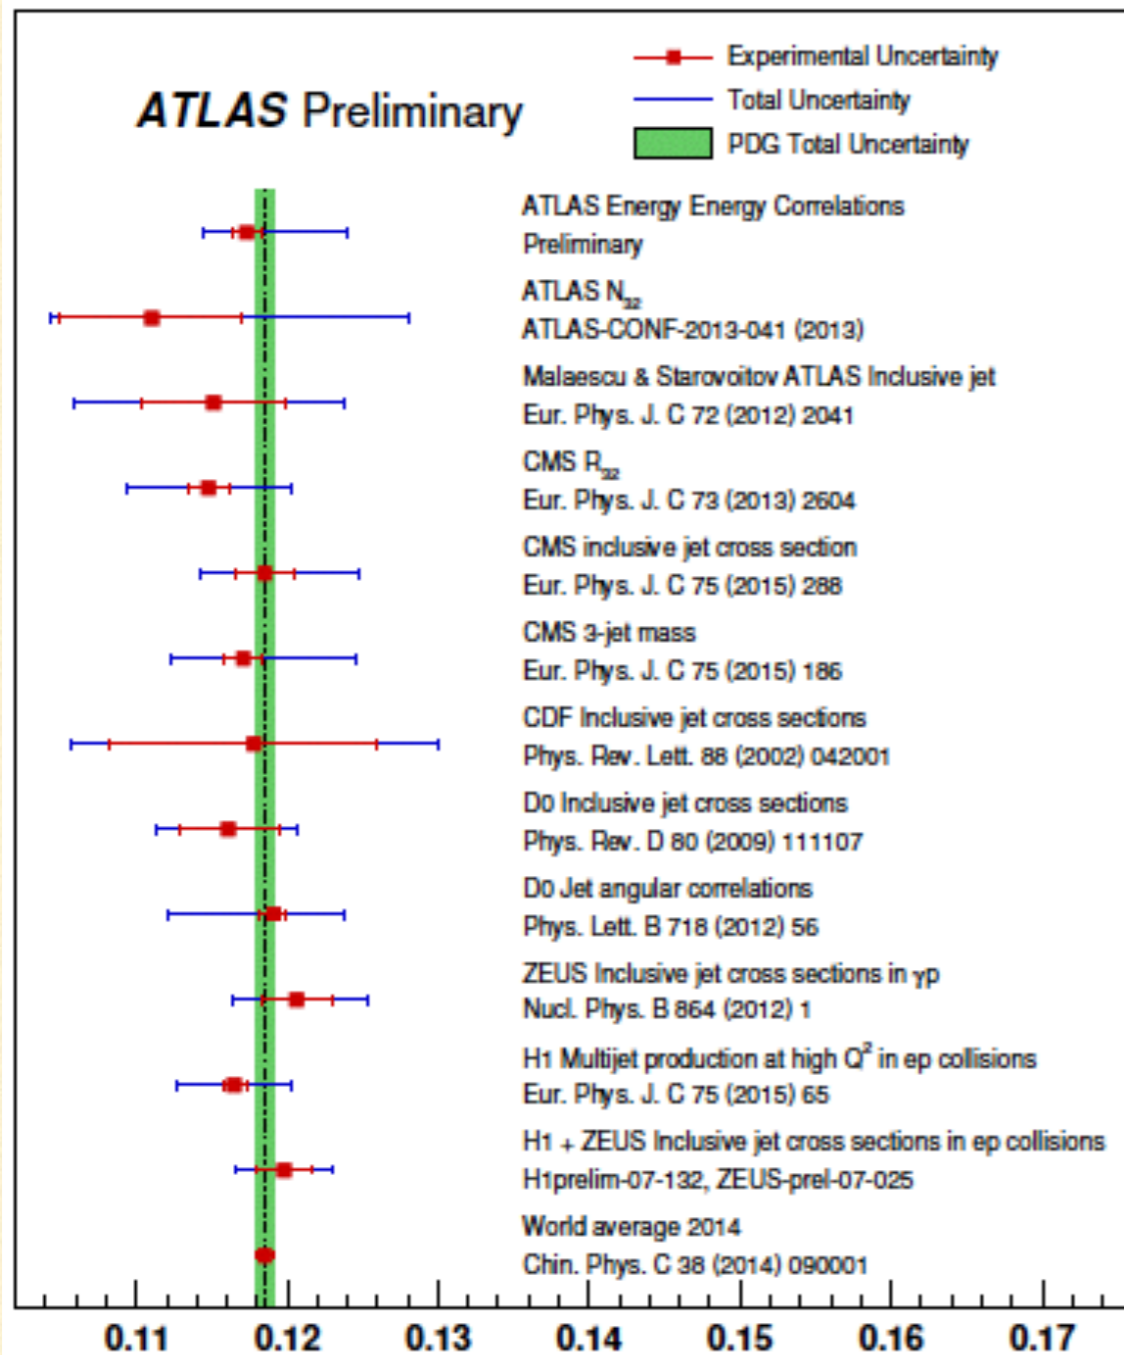 Experimental Uncertainty
Total Uncertainty
PDG Total Uncertainty
ATLAS Preliminary
ATLAS Energy Energy Correlations
Preliminary
ATLAS N32
ATLAS-CONF-2013-041 (2013)
Malaescu & Starovoitov ATLAS Inclusive jet
Eur. Phys. J. C 72 (2012) 2041
CMS R32
Eur. Phys. J. C 73 (2013) 2604
CMS inclusive jet cross section
Eur. Phys. J. C 75 (2015) 288
CMS 3-jet mass
Eur. Phys. J. C 75 (2015) 186
CDF Inclusive jet cross sections
Phys. Rev. Lett. 88 (2002) 042001
D0 Inclusive jet cross sections
Phys. Rev. D 80 (2009) 111107
D0 Jet angular correlations
Phys. Lett. B 718 (2012) 56
ZEUS Inclusive jet cross sections in γp
Nucl. Phys. B 864 (2012) 1
H1 Multijet production at high Q² in ep collisions
Eur. Phys. J. C 75 (2015) 65
H1 + ZEUS Inclusive jet cross sections in ep collisions
H1prelim-07-132, ZEUS-prel-07-025
World average 2014
Chin. Phys. C 38 (2014) 090001
0.11 0.12 0.13 0.14 0.15 0.16 0.17